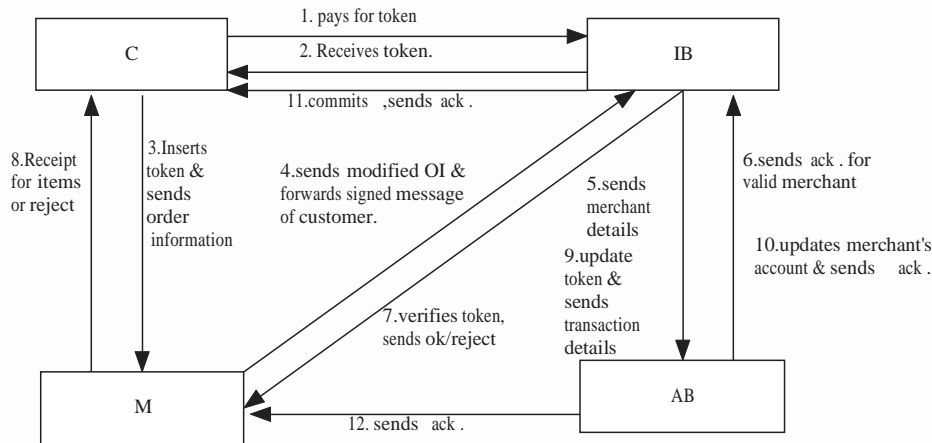 1. pays for token
C
2. Receives token.
IB
11.commits ,sends ack .
8.Receipt
for items
or reject
3.Inserts
token &
sends
order
information
4.sends modified OI &
forwards signed message
of customer.
5.sends
merchant
details
6.sends ack . for
valid merchant
9.update
token &
sends
transaction
details
10.updates merchant's
account & sends ack .
7.verifies token,
sends ok/reject
M
AB
12. sends ack .